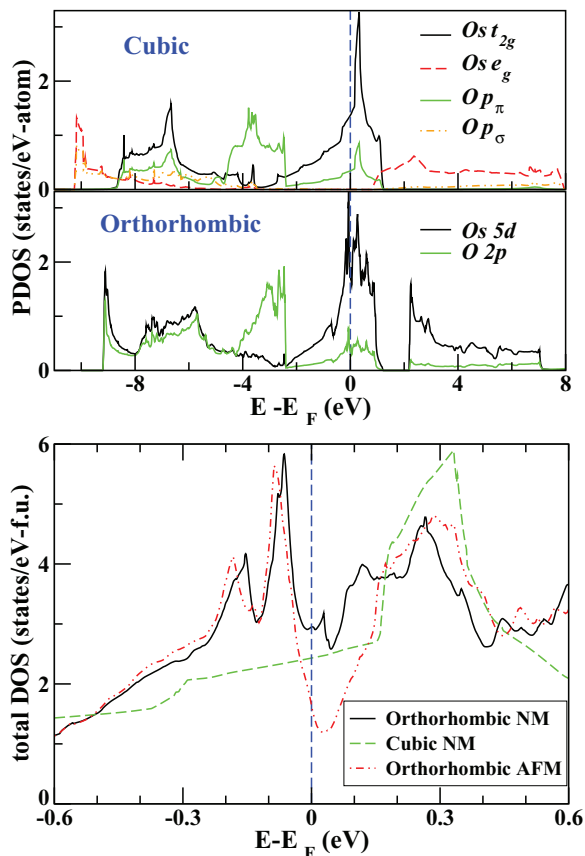 Cubic
Os t2g
Os eg
O pπ
O pσ
2
1
0
PDOS (states/eV-atom)
Orthorhombic
Os 5d
O 2p
2
1
0
-8 -4 0 4 8
E -E F (eV)
6
4
2
0
total DOS (states/eV-f.u.)
Orthorhombic NM
Cubic NM
Orthorhombic AFM
-0.6 -0.3 0 0.3 0.6
E-E F (eV)